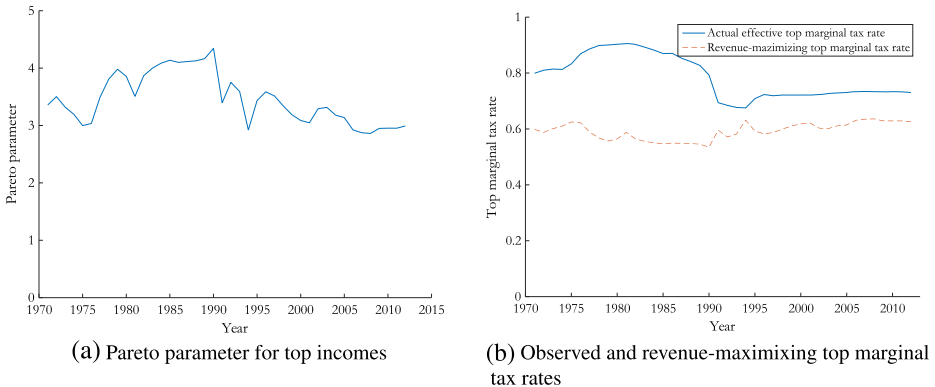 5
4
3
2
1
0
Pareto parameter
1970 1975 1980 1985 1990 1995 2000 2005 2010 2015
Year
(a) Pareto parameter for top incomes
1
0.8
0.6
0.4
0.2
0
Top marginal tax rate
Actual effective top marginal tax rate
Revenue-mazimizing top marginal tax rate
1970 1975 1980 1985 1990 1995 2000 2005 2010
Year
(b) Observed and revenue-maximixing top marginal
tax rates